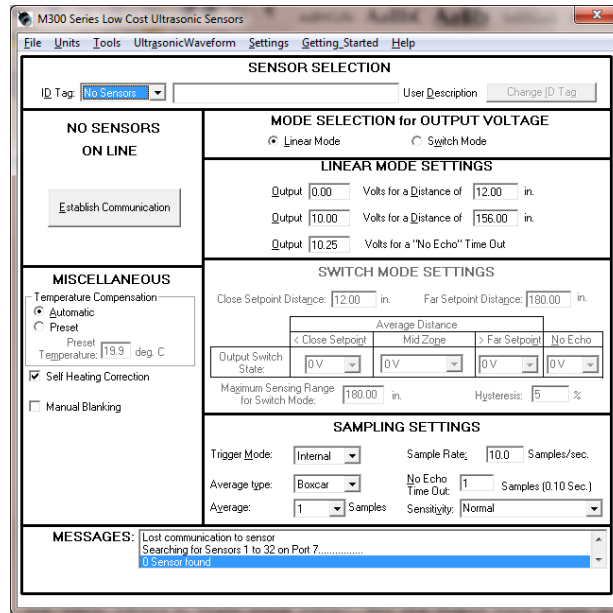 M300 Series Low Cost Ultrasonic Sensors
File Units Tools UltrasonicWaveform Settings Getting_Started Help
SENSOR SELECTION
ID Tag: No Sensors User Description Change ID Tag
NO SENSORS
ON LINE
Establish Communication
MODE SELECTION for OUTPUT VOLTAGE
Linear Mode Switch Mode
LINEAR MODE SETTINGS
Output 0.00 Volts for a Distance of 12.00 in.
Output 10.00 Volts for a Distance of 156.00 in.
Output 10.25 Volts for a "No Echo" Time Out
MISCELLANEOUS
Temperature Compensation
Automatic
Preset
Preset
Temperature: 19.9 deg. C
Self Heating Correction
Manual Blanking
SWITCH MODE SETTINGS
Close Setpoint Distance: 12.00 in. Far Setpoint Distance: 180.00 in.
Average Distance
< Close Setpoint Mid Zone > Far Setpoint No Echo
Output Switch
State: 0 V 0 V 0 V 0 V
Maximum Sensing Range
for Switch Mode: 180.00 in. Hysteresis: 5 %
SAMPLING SETTINGS
Trigger Mode: Internal Sample Rate: 10.0 Samples/sec.
Average type: Boxcar No Echo
Time Out: 1 Samples (0.10 Sec.)
Average: 1 Samples Sensitivity: Normal
MESSAGES: Lost communication to sensor
Searching for Sensors 1 to 32 on Port 7................
0 Sensor found